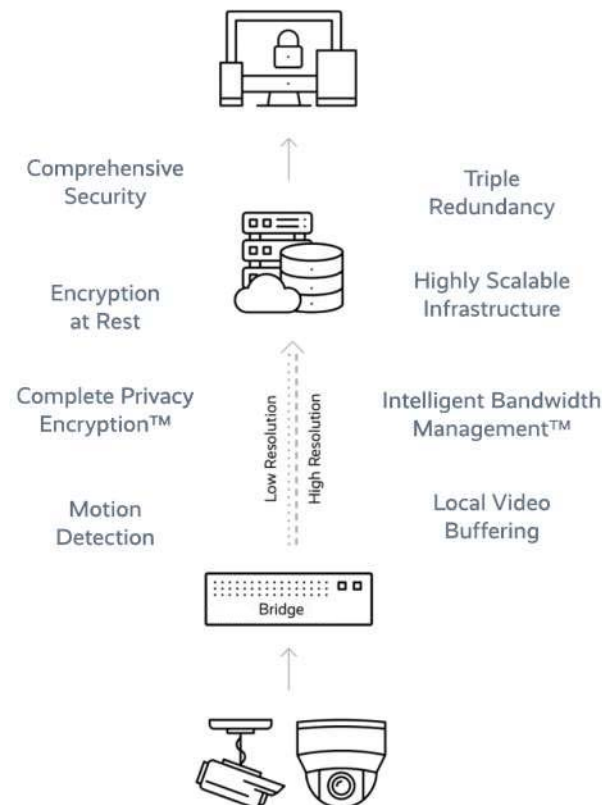 Comprehensive
Security
Triple
Redundancy
Encryption
at Rest
Highly Scalable
Infrastructure
Complete Privacy
Encryption™
Low Resolution
High Resolution
Intelligent Bandwidth
Management™
Motion
Detection
Local Video
Buffering
Bridge